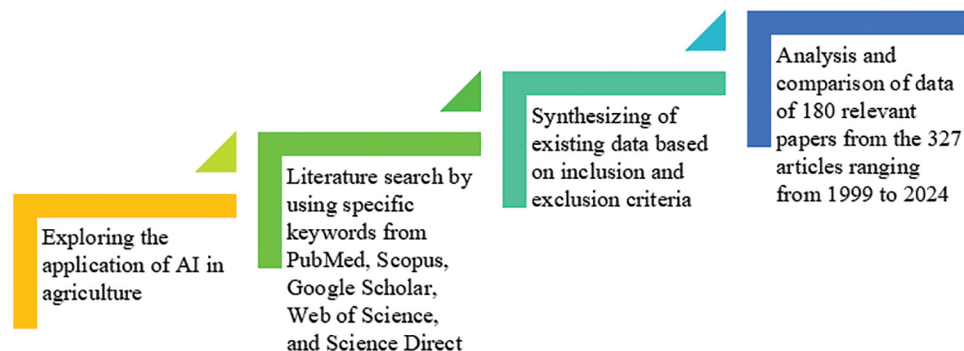 Exploring the
application of AI in
agriculture
Literature search by
using specific
keywords from
PubMed, Scopus,
Google Scholar,
Web of Science,
and Science Direct
Synthesizing of
existing data based
on inclusion and
exclusion criteria
Analysis and
comparison of data
of 180 relevant
papers from the 327
articles ranging
from 1999 to 2024